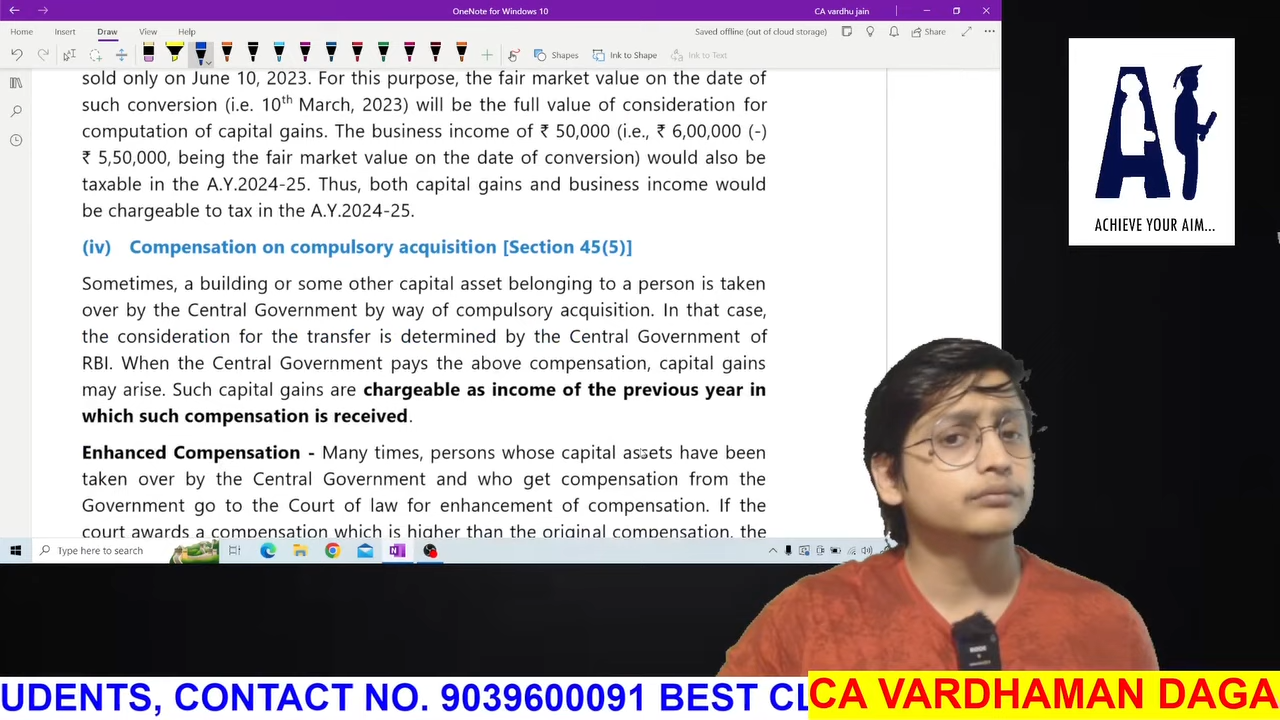 OneNote for Windows 10
CA vardhu jain
Home Insert Draw View Help
Saved offline (out of cloud storage)
Share
Shapes
Ink to Shape
Ink to Text
sold only on June 10, 2023. For this purpose, the fair market value on the date of
such conversion (i.e. 10th March, 2023) will be the full value of consideration for
computation of capital gains. The business income of ₹ 50,000 (i.e., ₹ 6,00,000 (-)
₹ 5,50,000, being the fair market value on the date of conversion) would also be
taxable in the A.Y.2024-25. Thus, both capital gains and business income would
be chargeable to tax in the A.Y.2024-25.
(iv) Compensation on compulsory acquisition [Section 45(5)]
Sometimes, a building or some other capital asset belonging to a person is taken
over by the Central Government by way of compulsory acquisition. In that case,
the consideration for the transfer is determined by the Central Government of
RBI. When the Central Government pays the above compensation, capital gains
may arise. Such capital gains are chargeable as income of the previous year in
which such compensation is received.
Enhanced Compensation - Many times, persons whose capital assets have been
taken over by the Central Government and who get compensation from the
Government go to the Court of law for enhancement of compensation. If the
court awards a compensation which is higher than the original compensation, the
Type here to search
AI
ACHIEVE YOUR AIM...
UDENTS, CONTACT NO. 9039600091 BEST CL
CA VARDHAMAN DAGA